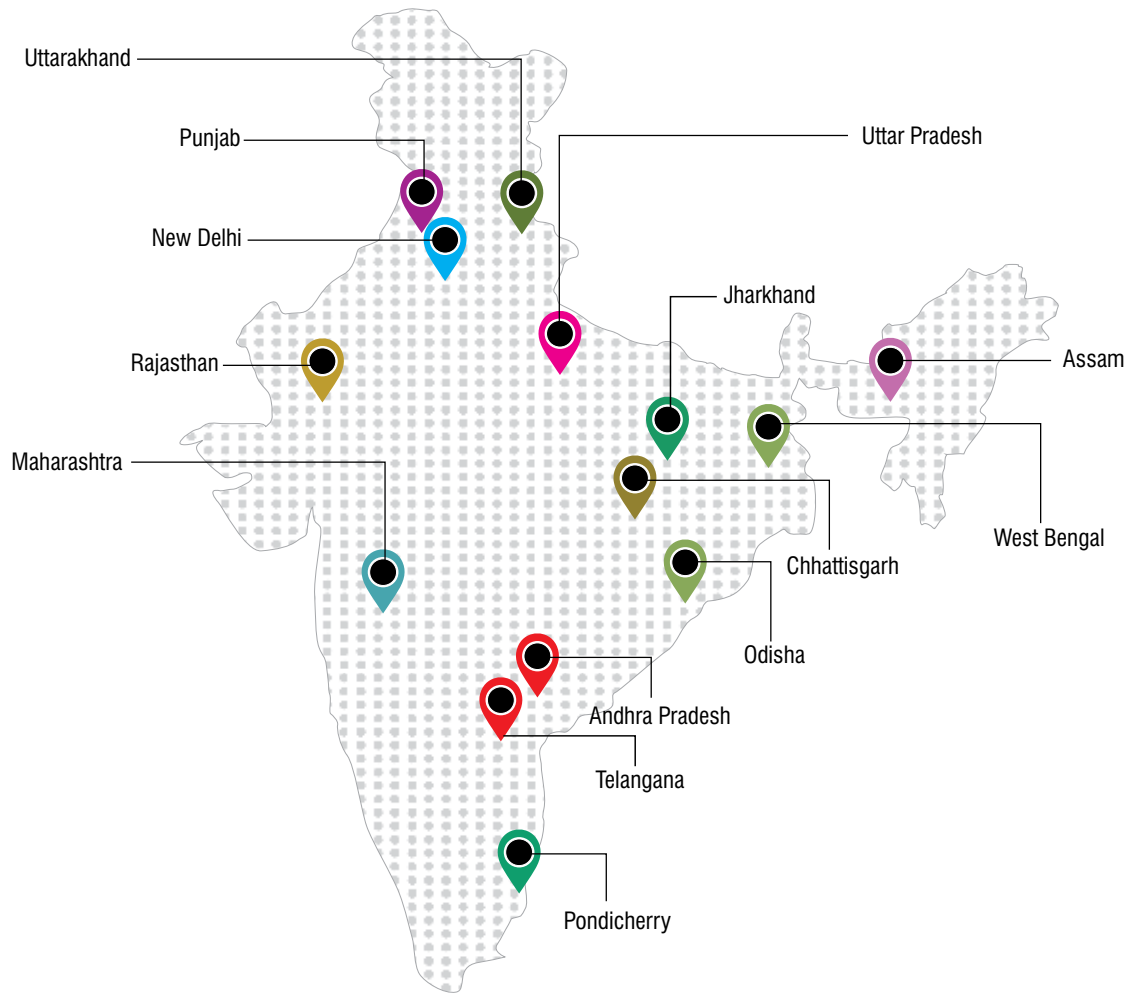 Uttarakhand
Punjab
Uttar Pradesh
New Delhi
Jharkhand
Rajasthan
Assam
Maharashtra
West Bengal
Chhattisgarh
Odisha
Andhra Pradesh
Telangana
Pondicherry